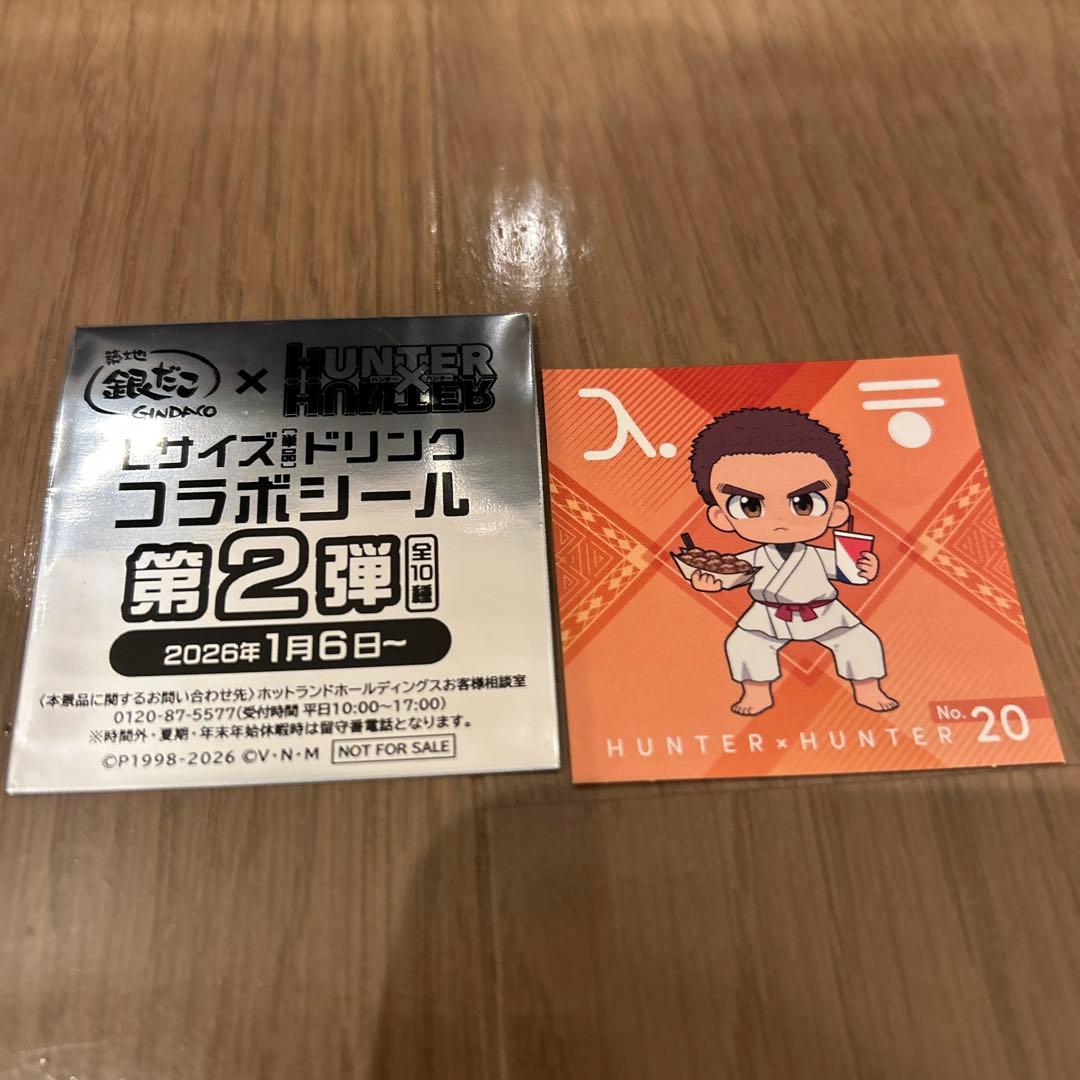 築地
銀だこ
GINDACO
×
HUNTER
×
HUNTER
Lサイズ[単品]ドリンク
コラボシール
第2弾
全10種
2026年1月6日~
〈本景品に関するお問い合わせ先〉ホットランドホールディングスお客様相談室
0120-87-5577(受付時間 平日10:00~17:00)
※時間外・夏期・年末年始休暇時は留守番電話となります。
©P1998-2026 ©V・N・M NOT FOR SALE
No. 20
HUNTER×HUNTER